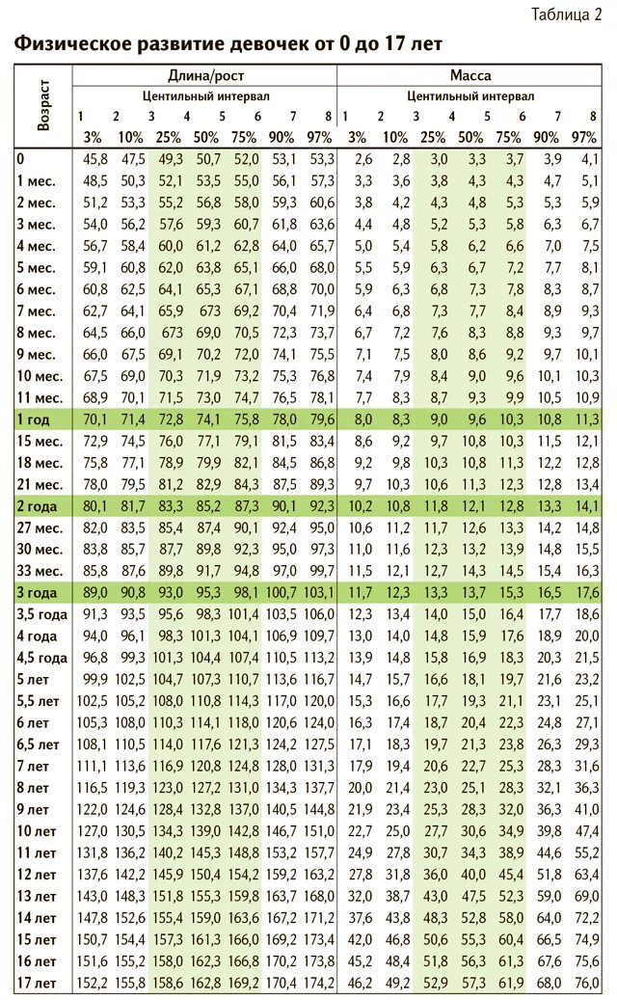 Таблица 2
Физическое развитие девочек от 0 до 17 лет
Возраст
Длина/рост Масса
Центильный интервал Центильный интервал
1 2 3 4 5 6 7 8 1 2 3 4 5 6 7 8
3% 10% 25% 50% 75% 90% 97% 3% 10% 25% 50% 75% 90% 97%
0 45,8 47,5 49,3 50,7 52,0 53,1 53,3 2,6 2,8 3,0 3,3 3,7 3,9 4,1
1 мес. 48,5 50,3 52,1 53,5 55,0 56,1 57,3 3,3 3,6 3,8 4,3 4,3 4,7 5,1
2 мес. 51,2 53,3 55,2 56,8 58,0 59,3 60,6 3,8 4,2 4,3 4,8 5,3 5,3 5,9
3 мес. 54,0 56,2 57,6 59,3 60,7 61,8 63,6 4,4 4,8 5,2 5,3 5,8 6,3 6,7
4 мес. 56,7 58,4 60,0 61,2 62,8 64,0 65,7 5,0 5,4 5,8 6,2 6,6 7,0 7,5
5 мес. 59,1 60,8 62,0 63,8 65,1 66,0 68,0 5,5 5,9 6,3 6,7 7,2 7,7 8,1
6 мес. 60,8 62,5 64,1 65,3 67,1 68,8 70,0 5,9 6,3 6,8 7,3 7,8 8,3 8,7
7 мес. 62,7 64,1 65,9 673 69,2 70,4 71,9 6,4 6,8 7,3 7,7 8,4 8,9 9,3
8 мес. 64,5 66,0 673 69,0 70,5 72,3 73,7 6,7 7,2 7,6 8,3 8,8 9,3 9,7
9 мес. 66,0 67,5 69,1 70,2 72,0 74,1 75,5 7,1 7,5 8,0 8,6 9,2 9,7 10,1
10 мес. 67,5 69,0 70,3 71,9 73,2 75,3 76,8 7,4 7,9 8,4 9,0 9,6 10,1 10,3
11 мес. 68,9 70,1 71,5 73,0 74,7 76,5 78,1 7,7 8,3 8,7 9,3 9,9 10,5 10,9
1 год 70,1 71,4 72,8 74,1 75,8 78,0 79,6 8,0 8,3 9,0 9,6 10,3 10,8 11,3
15 мес. 72,9 74,5 76,0 77,1 79,1 81,5 83,4 8,6 9,2 9,7 10,8 10,3 11,5 12,1
18 мес. 75,8 77,1 78,9 79,9 82,1 84,5 86,8 9,2 9,8 10,3 10,8 11,3 12,2 12,8
21 мес. 78,0 79,5 81,2 82,9 84,3 87,5 89,3 9,7 10,3 10,6 11,3 12,3 12,8 13,4
2 года 80,1 81,7 83,3 85,2 87,3 90,1 92,3 10,2 10,8 11,8 12,1 12,8 13,3 14,1
27 мес. 82,0 83,5 85,4 87,4 90,1 92,4 95,0 10,6 11,2 11,7 12,6 13,3 14,2 14,8
30 мес. 83,8 85,7 87,7 89,8 92,3 95,0 97,3 11,0 11,6 12,3 13,2 13,9 14,8 15,5
33 мес. 85,8 87,6 89,8 91,7 94,8 97,0 99,7 11,5 12,1 12,7 14,3 14,5 15,4 16,3
3 года 89,0 90,8 93,0 95,3 98,1 100,7 103,1 11,7 12,3 13,3 13,7 15,3 16,5 17,6
3,5 года 91,3 93,5 95,6 98,3 101,4 103,5 106,0 12,3 13,4 14,0 15,0 16,4 17,7 18,6
4 года 94,0 96,1 98,3 101,3 104,1 106,9 109,7 13,0 14,0 14,8 15,9 17,6 18,9 20,0
4,5 года 96,8 99,3 101,3 104,4 107,4 110,5 113,2 13,9 14,8 15,8 16,9 18,3 20,3 21,5
5 лет 99,9 102,5 104,7 107,3 110,7 113,6 116,7 14,7 15,7 16,6 18,1 19,7 21,6 23,2
5,5 лет 102,5 105,2 108,0 110,8 114,3 117,0 120,0 15,3 16,6 17,7 19,3 21,1 23,1 25,1
6 лет 105,3 108,0 110,3 114,1 118,0 120,6 124,0 16,3 17,4 18,7 20,4 22,3 24,8 27,1
6,5 лет 108,1 110,5 114,0 117,6 121,3 124,2 127,5 17,1 18,3 19,7 21,3 23,8 26,3 29,3
7 лет 111,1 113,6 116,9 120,8 124,8 128,0 131,3 17,9 19,4 20,6 22,7 25,3 28,3 31,6
8 лет 116,5 119,3 123,0 127,2 131,0 134,3 137,7 20,0 21,4 23,0 25,1 28,3 32,1 36,3
9 лет 122,0 124,6 128,4 132,8 137,0 140,5 144,8 21,9 23,4 25,3 28,3 32,0 36,3 41,0
10 лет 127,0 130,5 134,3 139,0 142,8 146,7 151,0 22,7 25,0 27,7 30,6 34,9 39,8 47,4
11 лет 131,8 136,2 140,2 145,3 148,8 153,2 157,7 24,9 27,8 30,7 34,3 38,9 44,6 55,2
12 лет 137,6 142,2 145,9 150,4 154,2 159,2 163,2 27,8 31,8 36,0 40,0 45,4 51,8 63,4
13 лет 143,0 148,3 151,8 155,3 159,8 163,7 168,0 32,0 38,7 43,0 47,5 52,3 59,0 69,0
14 лет 147,8 152,6 155,4 159,0 163,6 167,2 171,2 37,6 43,8 48,3 52,8 58,0 64,0 72,2
15 лет 150,7 154,4 157,3 161,3 166,0 169,2 173,4 42,0 46,8 50,6 55,3 60,4 66,5 74,9
16 лет 151,6 155,2 158,0 162,3 166,8 170,2 173,8 45,2 48,4 51,8 56,3 61,3 67,6 75,6
17 лет 152,2 155,8 158,6 162,8 169,2 170,4 174,2 46,2 49,2 52,9 57,3 61,9 68,0 76,0